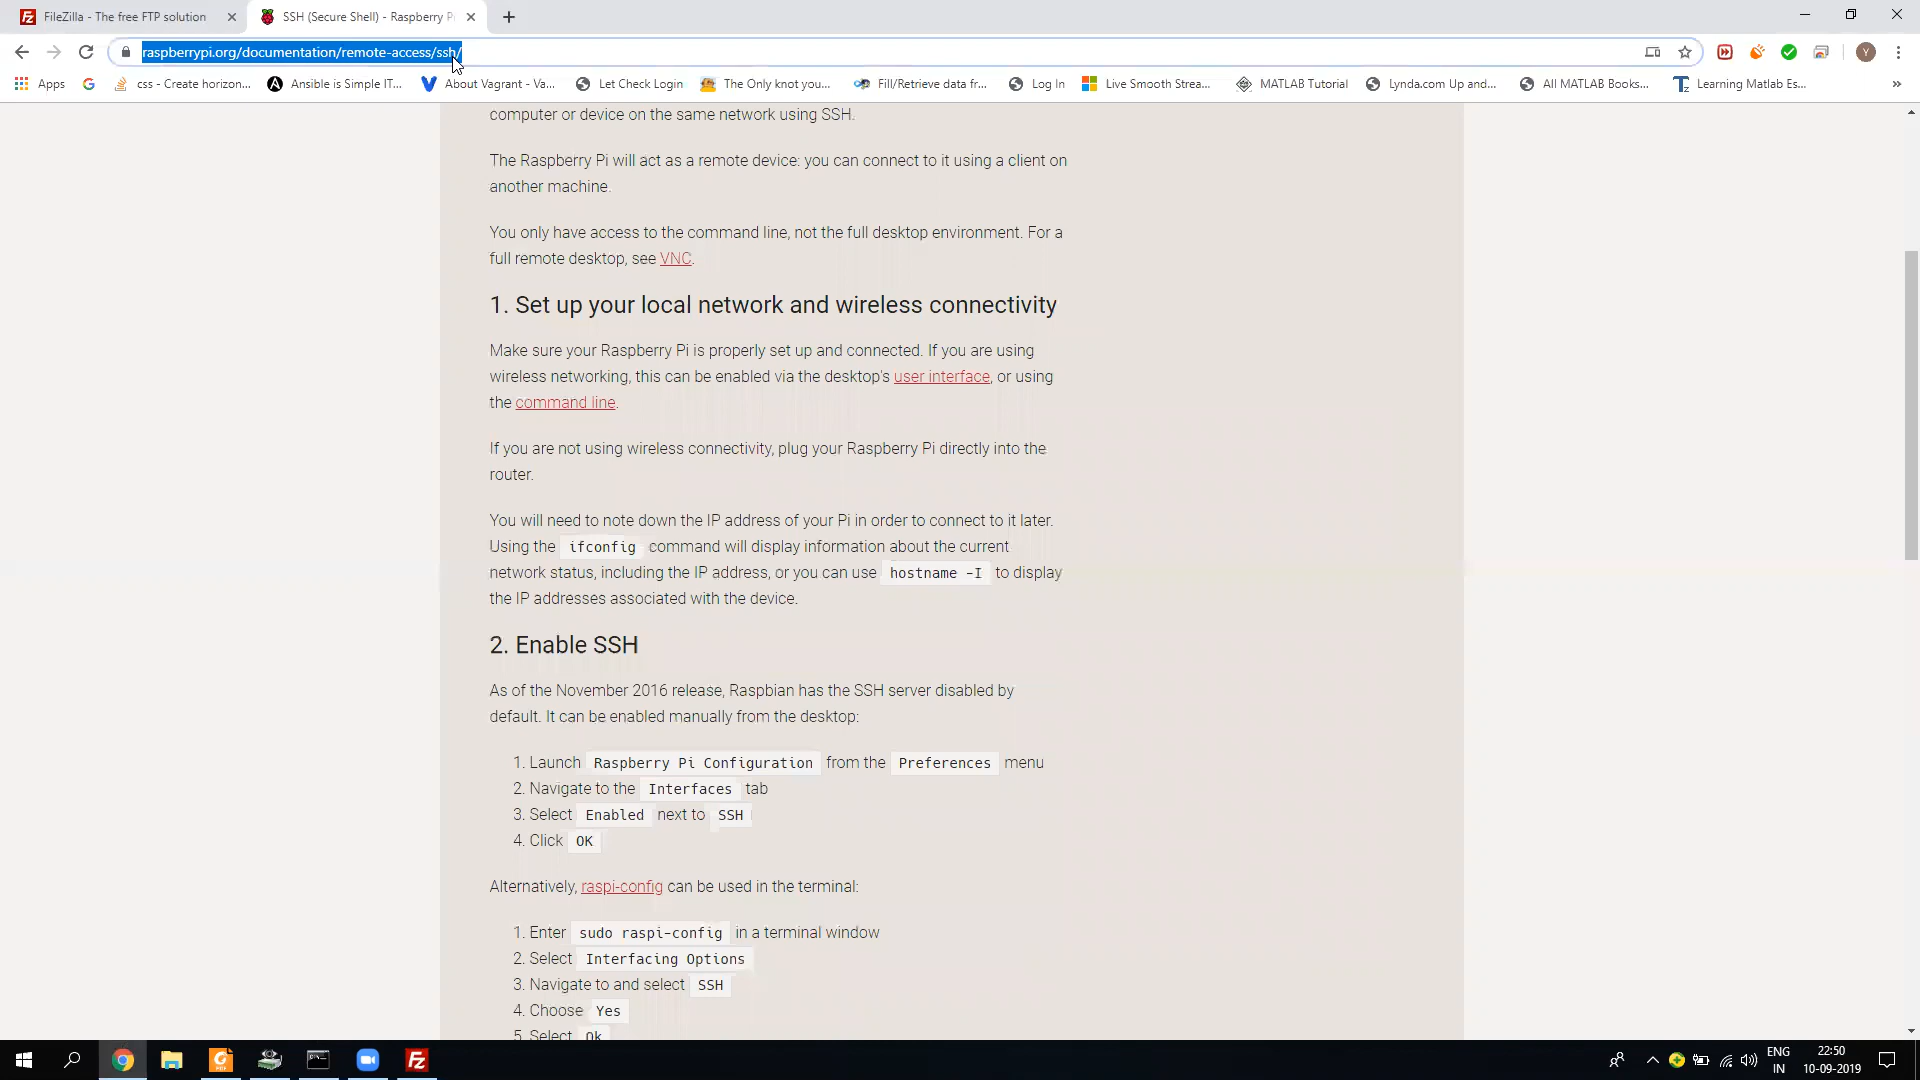 FileZilla - The free FTP solution
SSH (Secure Shell) - Raspberry P
raspberrypi.org/documentation/remote-access/ssh/
Y
Apps
css - Create horizon...
Ansible is Simple IT...
About Vagrant - Va...
Let Check Login
The Only knot you...
Fill/Retrieve data fr...
Log In
Live Smooth Strea...
MATLAB Tutorial
Lynda.com Up and...
All MATLAB Books...
Learning Matlab Es...
»
computer or device on the same network using SSH.
The Raspberry Pi will act as a remote device: you can connect to it using a client on
another machine.
You only have access to the command line, not the full desktop environment. For a
full remote desktop, see VNC.
1. Set up your local network and wireless connectivity
Make sure your Raspberry Pi is properly set up and connected. If you are using
wireless networking, this can be enabled via the desktop's user interface, or using
the command line.
If you are not using wireless connectivity, plug your Raspberry Pi directly into the
router.
You will need to note down the IP address of your Pi in order to connect to it later.
Using the ifconfig command will display information about the current
network status, including the IP address, or you can use hostname -I to display
the IP addresses associated with the device.
2. Enable SSH
As of the November 2016 release, Raspbian has the SSH server disabled by
default. It can be enabled manually from the desktop:
1. Launch Raspberry Pi Configuration from the Preferences menu
2. Navigate to the Interfaces tab
3. Select Enabled next to SSH
4. Click OK
Alternatively, raspi-config can be used in the terminal:
1. Enter sudo raspi-config in a terminal window
2. Select Interfacing Options
3. Navigate to and select SSH
4. Choose Yes
5. Select Ok
ENG
IN
22:50
10-09-2019